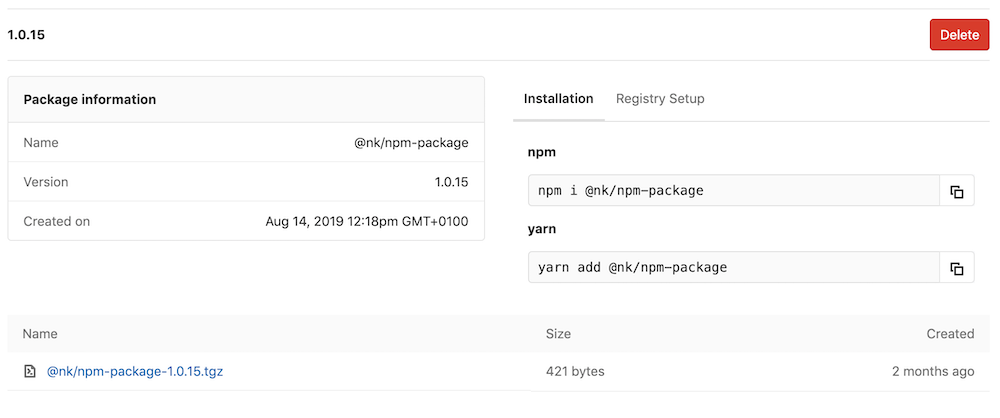 1.0.15 Delete
Package information
Name @nk/npm-package
Version 1.0.15
Created on Aug 14, 2019 12:18pm GMT+0100
Installation Registry Setup
npm
npm i @nk/npm-package
yarn
yarn add @nk/npm-package
Name Size Created
@nk/npm-package-1.0.15.tgz 421 bytes 2 months ago